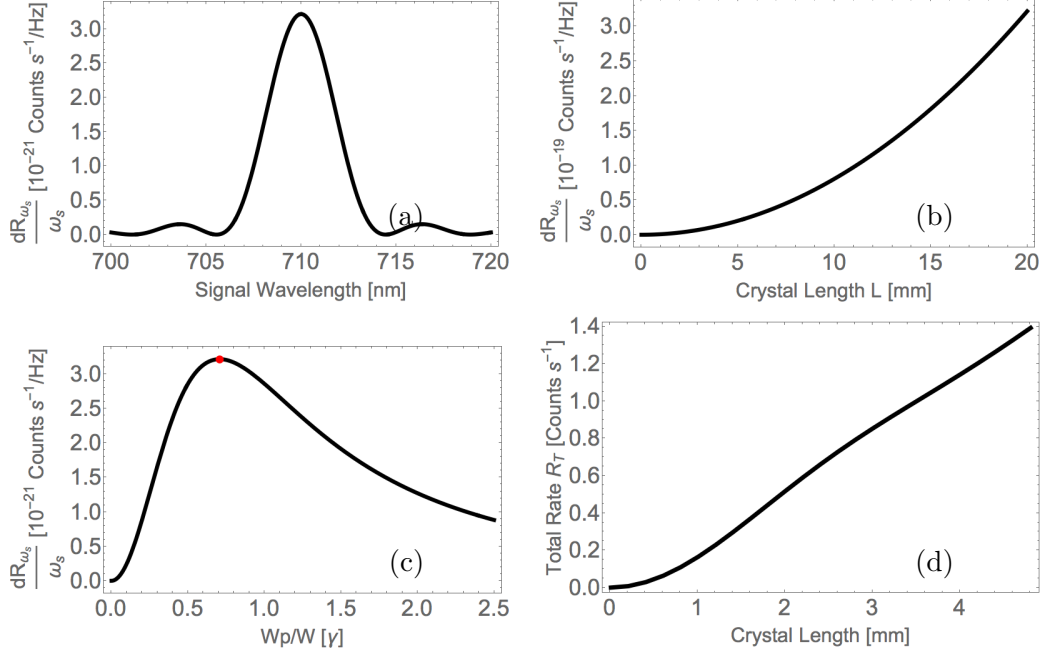 dR_{ω_s}/ω_s [10^{-21} Counts s^{-1}/Hz]
3.0
2.5
2.0
1.5
1.0
0.5
0.0
(a)
700 705 710 715 720
Signal Wavelength [nm]
dR_{ω_s}/ω_s [10^{-19} Counts s^{-1}/Hz]
3.0
2.5
2.0
1.5
1.0
0.5
0.0
(b)
0 5 10 15 20
Crystal Length L [mm]
dR_{ω_s}/ω_s [10^{-21} Counts s^{-1}/Hz]
3.0
2.5
2.0
1.5
1.0
0.5
0.0
(c)
0.0 0.5 1.0 1.5 2.0 2.5
Wp/W [γ]
Total Rate R_T [Counts s^{-1}]
1.4
1.2
1.0
0.8
0.6
0.4
0.2
0.0
(d)
0 1 2 3 4
Crystal Length [mm]